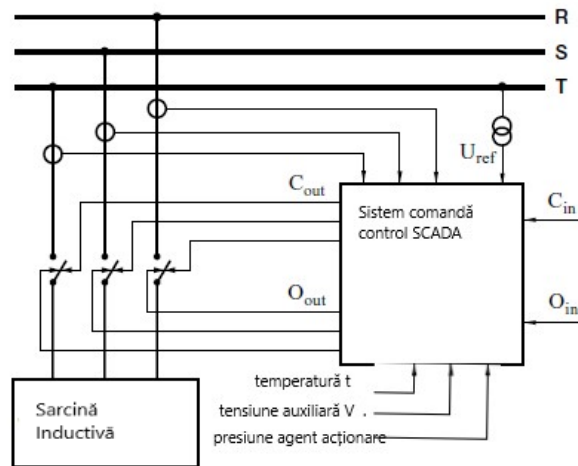 R
S
T
U_ref
C_out
Sistem comandă
control SCADA
C_in
O_out
O_in
temperatură t
tensiune auxiliară V .
presiune agent acționare
Sarcină
Inductivă